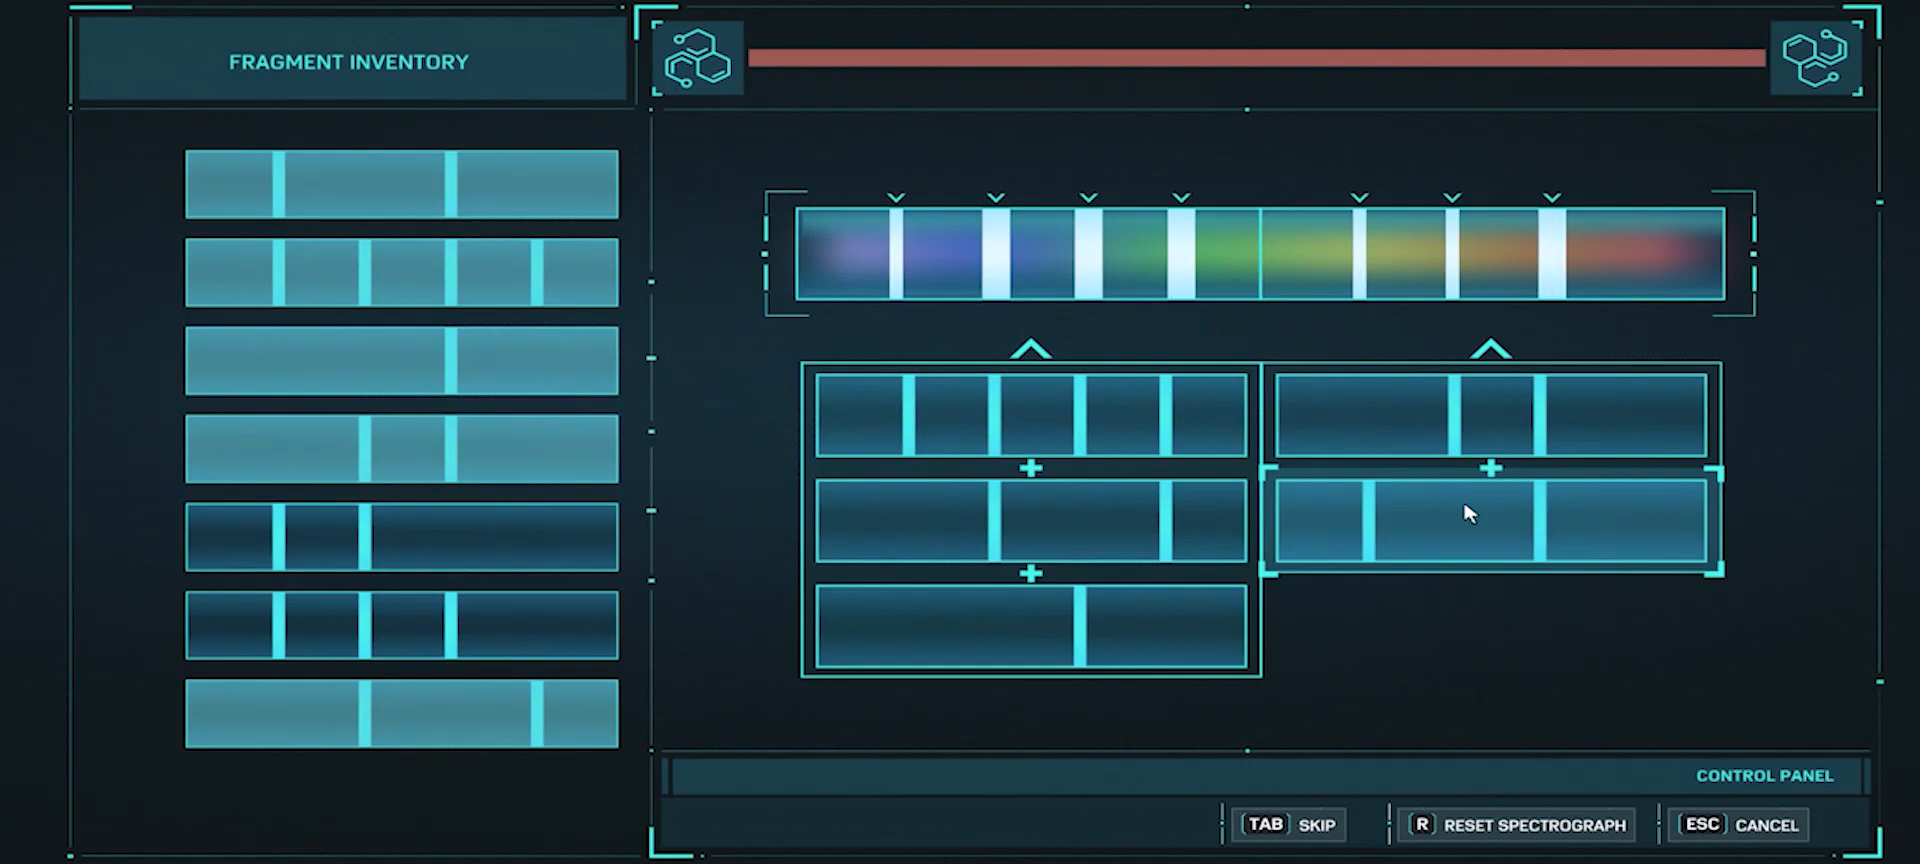 FRAGMENT INVENTORY
CONTROL PANEL
TAB SKIP
R RESET SPECTROGRAPH
ESC CANCEL